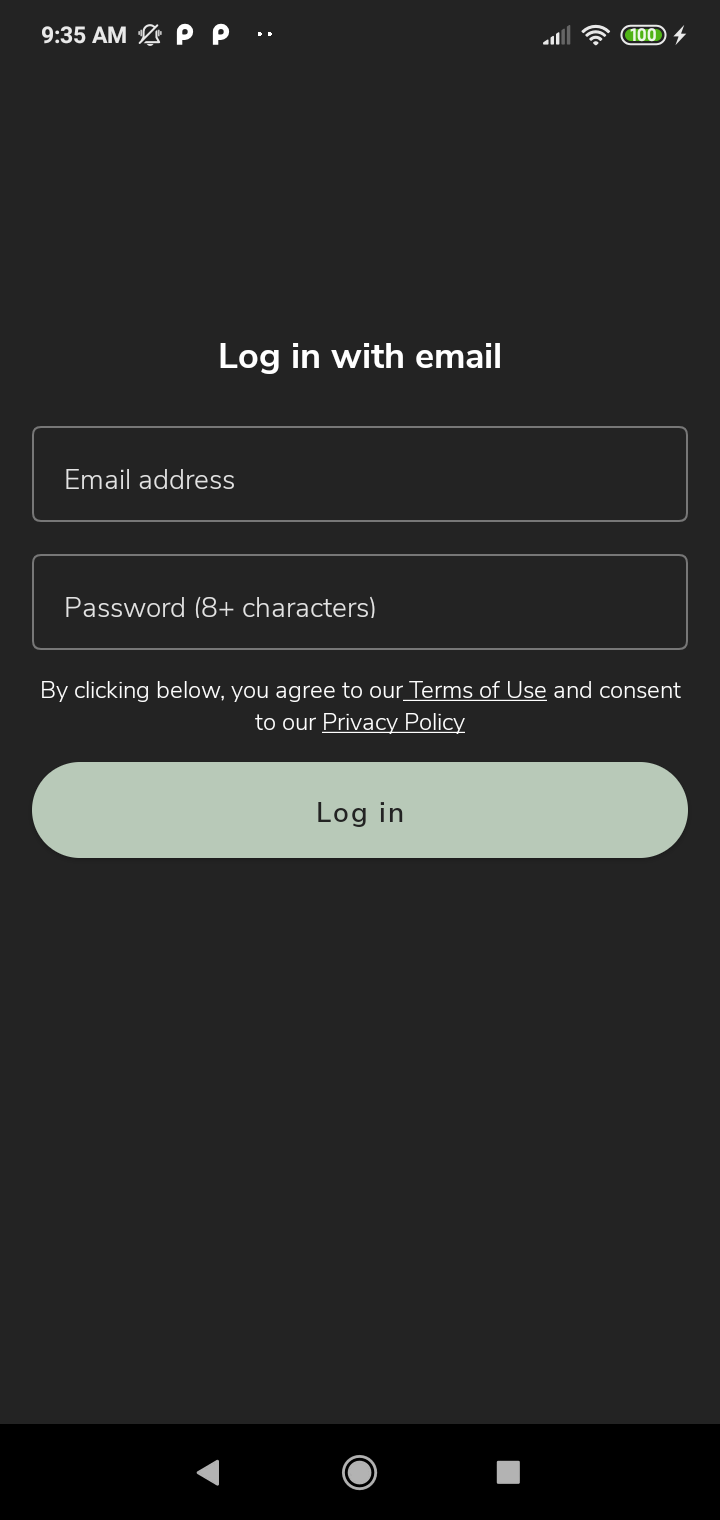 9:35 AM
100
Log in with email
Email address
Password (8+ characters)
By clicking below, you agree to our Terms of Use and consent
to our Privacy Policy
Log in